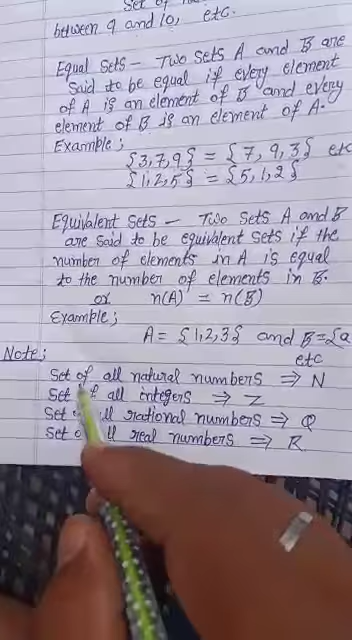 Set of
between 9 and 10, etc.
Equal Sets - Two Sets A and B are
said to be equal if every element
of A is an element of B and every
element of B is an element of A.
Example;
{3,7,9} = {7,9,3} etc
{1,2,5} = {5,1,2}
Equivalent Sets - Two sets A and B
are said to be equivalent sets if the
number of elements in A is equal
to the number of elements in B.
or n(A) = n(B)
Example;
A = {1,2,3} and B={a
etc
Note;
Set of all natural numbers ⇒ N
Set of all integers ⇒ Z
Set rational numbers ⇒ Q
Set real numbers ⇒ R